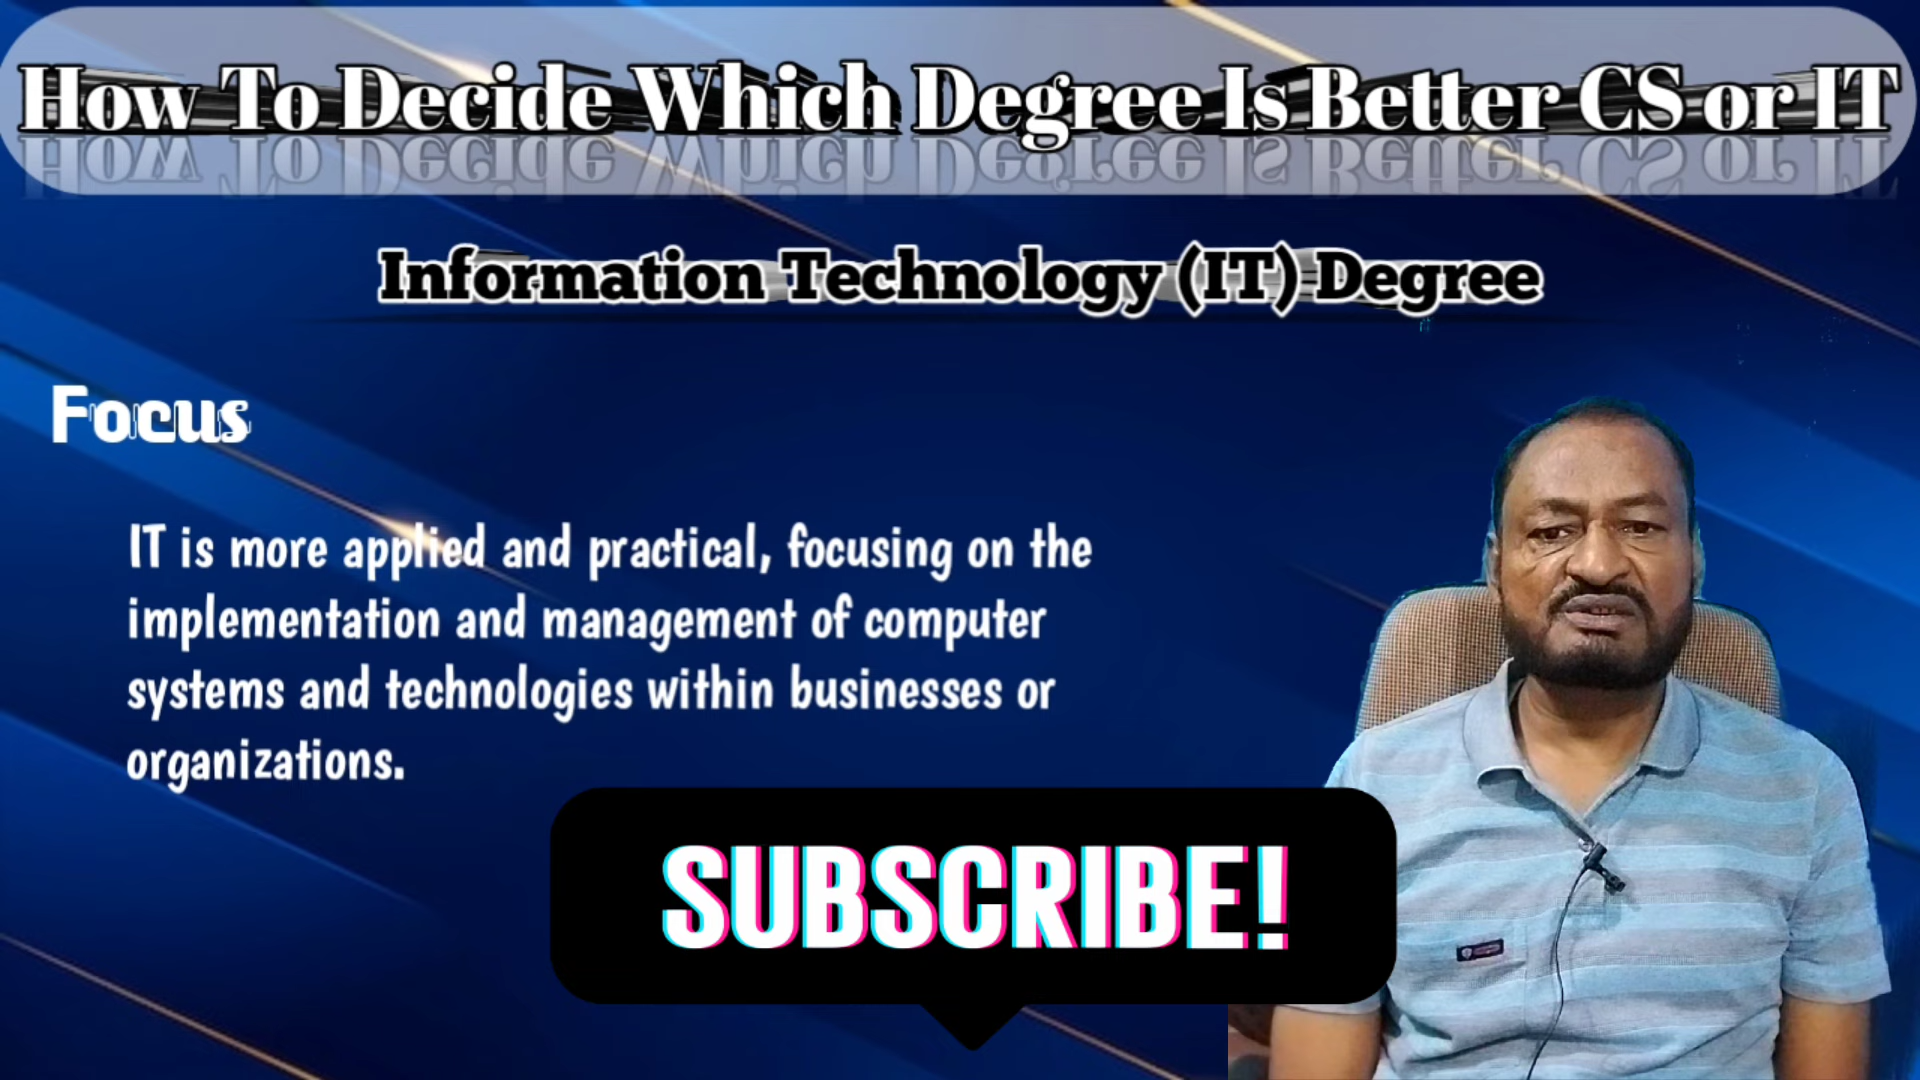 How To Decide Which Degree Is Better CS or IT
Information Technology (IT) Degree
Focus
IT is more applied and practical, focusing on the
implementation and management of computer
systems and technologies within businesses or
organizations.
SUBSCRIBE!